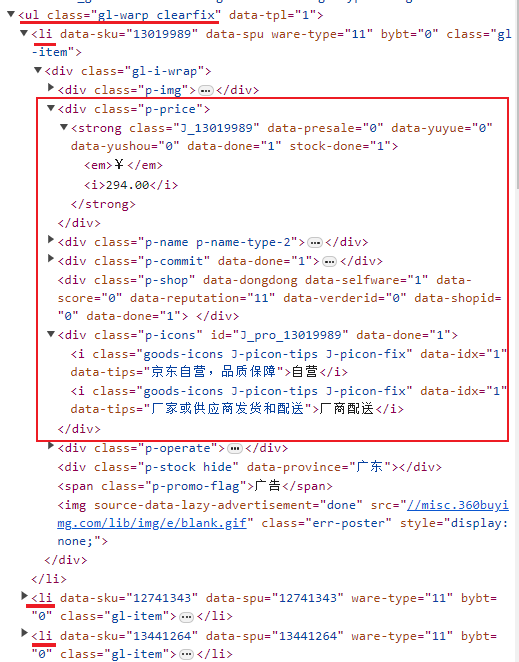 <ul class="gl-warp clearfix" data-tpl="1">
<li data-sku="13019989" data-spu ware-type="11" bybt="0" class="gl
-item">
<div class="gl-i-wrap">
<div class="p-img">…</div>
<div class="p-price">
<strong class="J_13019989" data-presale="0" data-yuyue="0"
data-yushou="0" data-done="1" stock-done="1">
<em>￥</em>
<i>294.00</i>
</strong>
</div>
<div class="p-name p-name-type-2">…</div>
<div class="p-commit" data-done="1">…</div>
<div class="p-shop" data-dongdong data-selfware="1" data-
score="0" data-reputation="11" data-verderid="0" data-shopid=
"0" data-done="1"> </div>
<div class="p-icons" id="J_pro_13019989" data-done="1">
<i class="goods-icons J-picon-tips J-picon-fix" data-idx="1"
data-tips="京东自营，品质保障">自营</i>
<i class="goods-icons J-picon-tips J-picon-fix" data-idx="1"
data-tips="厂家或供应商发货和配送">厂商配送</i>
</div>
<div class="p-operate">…</div>
<div class="p-stock hide" data-province="广东"></div>
<span class="p-promo-flag">广告</span>
<img source-data-lazy-advertisement="done" src="//misc.360buyi
mg.com/lib/img/e/blank.gif" class="err-poster" style="display:
none;">
</div>
</li>
<li data-sku="12741343" data-spu="12741343" ware-type="11" bybt=
"0" class="gl-item">…</li>
<li data-sku="13441264" data-spu="13441264" ware-type="11" bybt=
"0" class="gl-item">…</li>